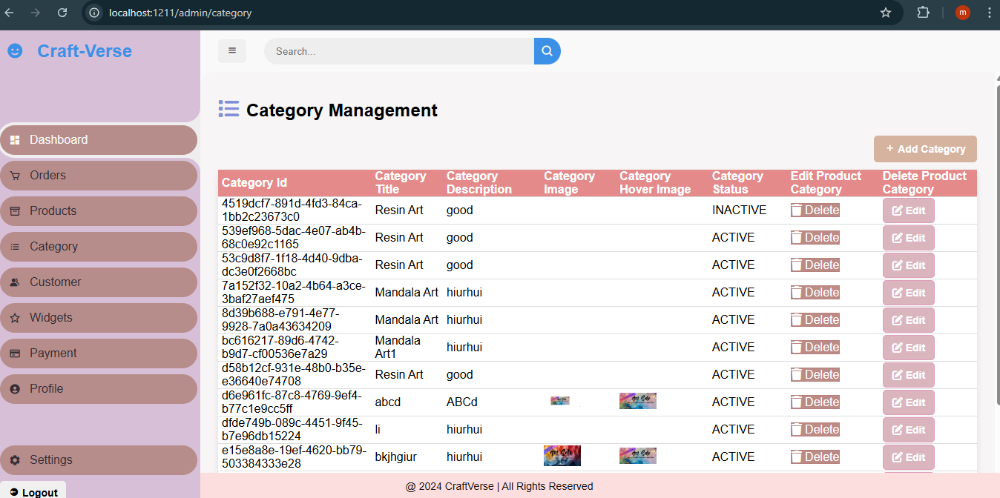 localhost:1211/admin/category
m
Craft-Verse
Search...
Dashboard
Orders
Products
Category
Customer
Widgets
Payment
Profile
Settings
Logout
Category Management
+ Add Category
Category Id
Category
Title
Category
Description
Category
Image
Category
Hover Image
Category
Status
Edit Product
Category
Delete Product
Category
4519dcf7-891d-4fd3-84ca-
1bb2c23673c0
Resin Art
good
INACTIVE
Delete
Edit
539ef968-5dac-4e07-ab4b-
68c0e92c1165
Resin Art
good
ACTIVE
Delete
Edit
53c9d8f7-1f18-4d40-9dba-
dc3e0f2668bc
Resin Art
good
ACTIVE
Delete
Edit
7a152f32-10a2-4b64-a3ce-
3baf27aef475
Mandala Art
hiurhui
ACTIVE
Delete
Edit
8d39b688-e791-4e77-
9928-7a0a43634209
Mandala Art
hiurhui
ACTIVE
Delete
Edit
bc616217-89d6-4742-
b9d7-cf00536e7a29
Mandala
Art1
hiurhui
ACTIVE
Delete
Edit
d58b12cf-931e-48b0-b35e-
e36640e74708
Resin Art
good
ACTIVE
Delete
Edit
d6e961fc-87c8-4769-9ef4-
b77c1e9cc5ff
abcd
ABCd
Art Sale
Art Sale
ACTIVE
Delete
Edit
dfde749b-089c-4451-9f45-
b7e96db15224
li
hiurhui
ACTIVE
Delete
Edit
e15e8a8e-19ef-4620-bb79-
503384333e28
bkjhgiur
hiurhui
Art Sale
Art Sale
ACTIVE
Delete
Edit
@ 2024 CraftVerse | All Rights Reserved